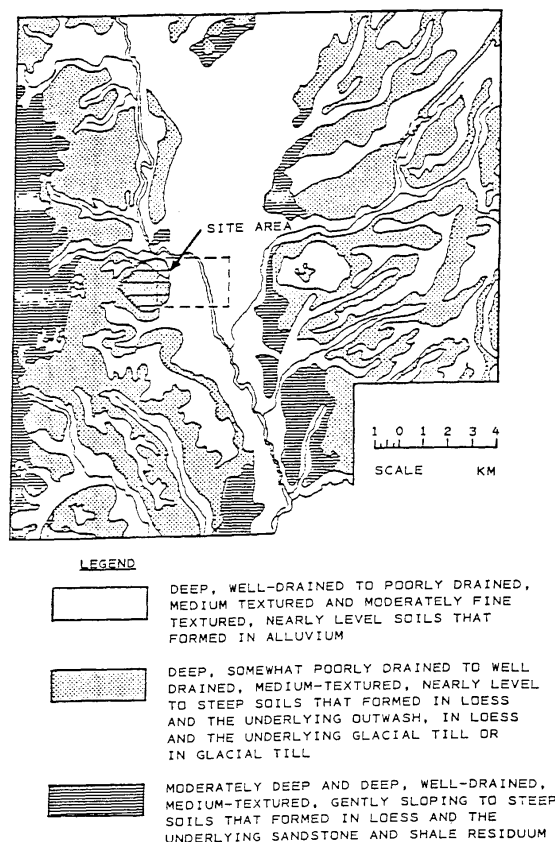 SITE AREA
1 0 1 2 3 4
SCALE KM
LEGEND
DEEP, WELL-DRAINED TO POORLY DRAINED,
MEDIUM TEXTURED AND MODERATELY FINE
TEXTURED, NEARLY LEVEL SOILS THAT
FORMED IN ALLUVIUM
DEEP, SOMEWHAT POORLY DRAINED TO WELL
DRAINED, MEDIUM-TEXTURED, NEARLY LEVEL
TO STEEP SOILS THAT FORMED IN LOESS
AND THE UNDERLYING OUTWASH, IN LOESS
AND THE UNDERLYING GLACIAL TILL OR
IN GLACIAL TILL
MODERATELY DEEP AND DEEP, WELL-DRAINED,
MEDIUM-TEXTURED, GENTLY SLOPING TO STEEP
SOILS THAT FORMED IN LOESS AND THE
UNDERLYING SANDSTONE AND SHALE RESIDUUM